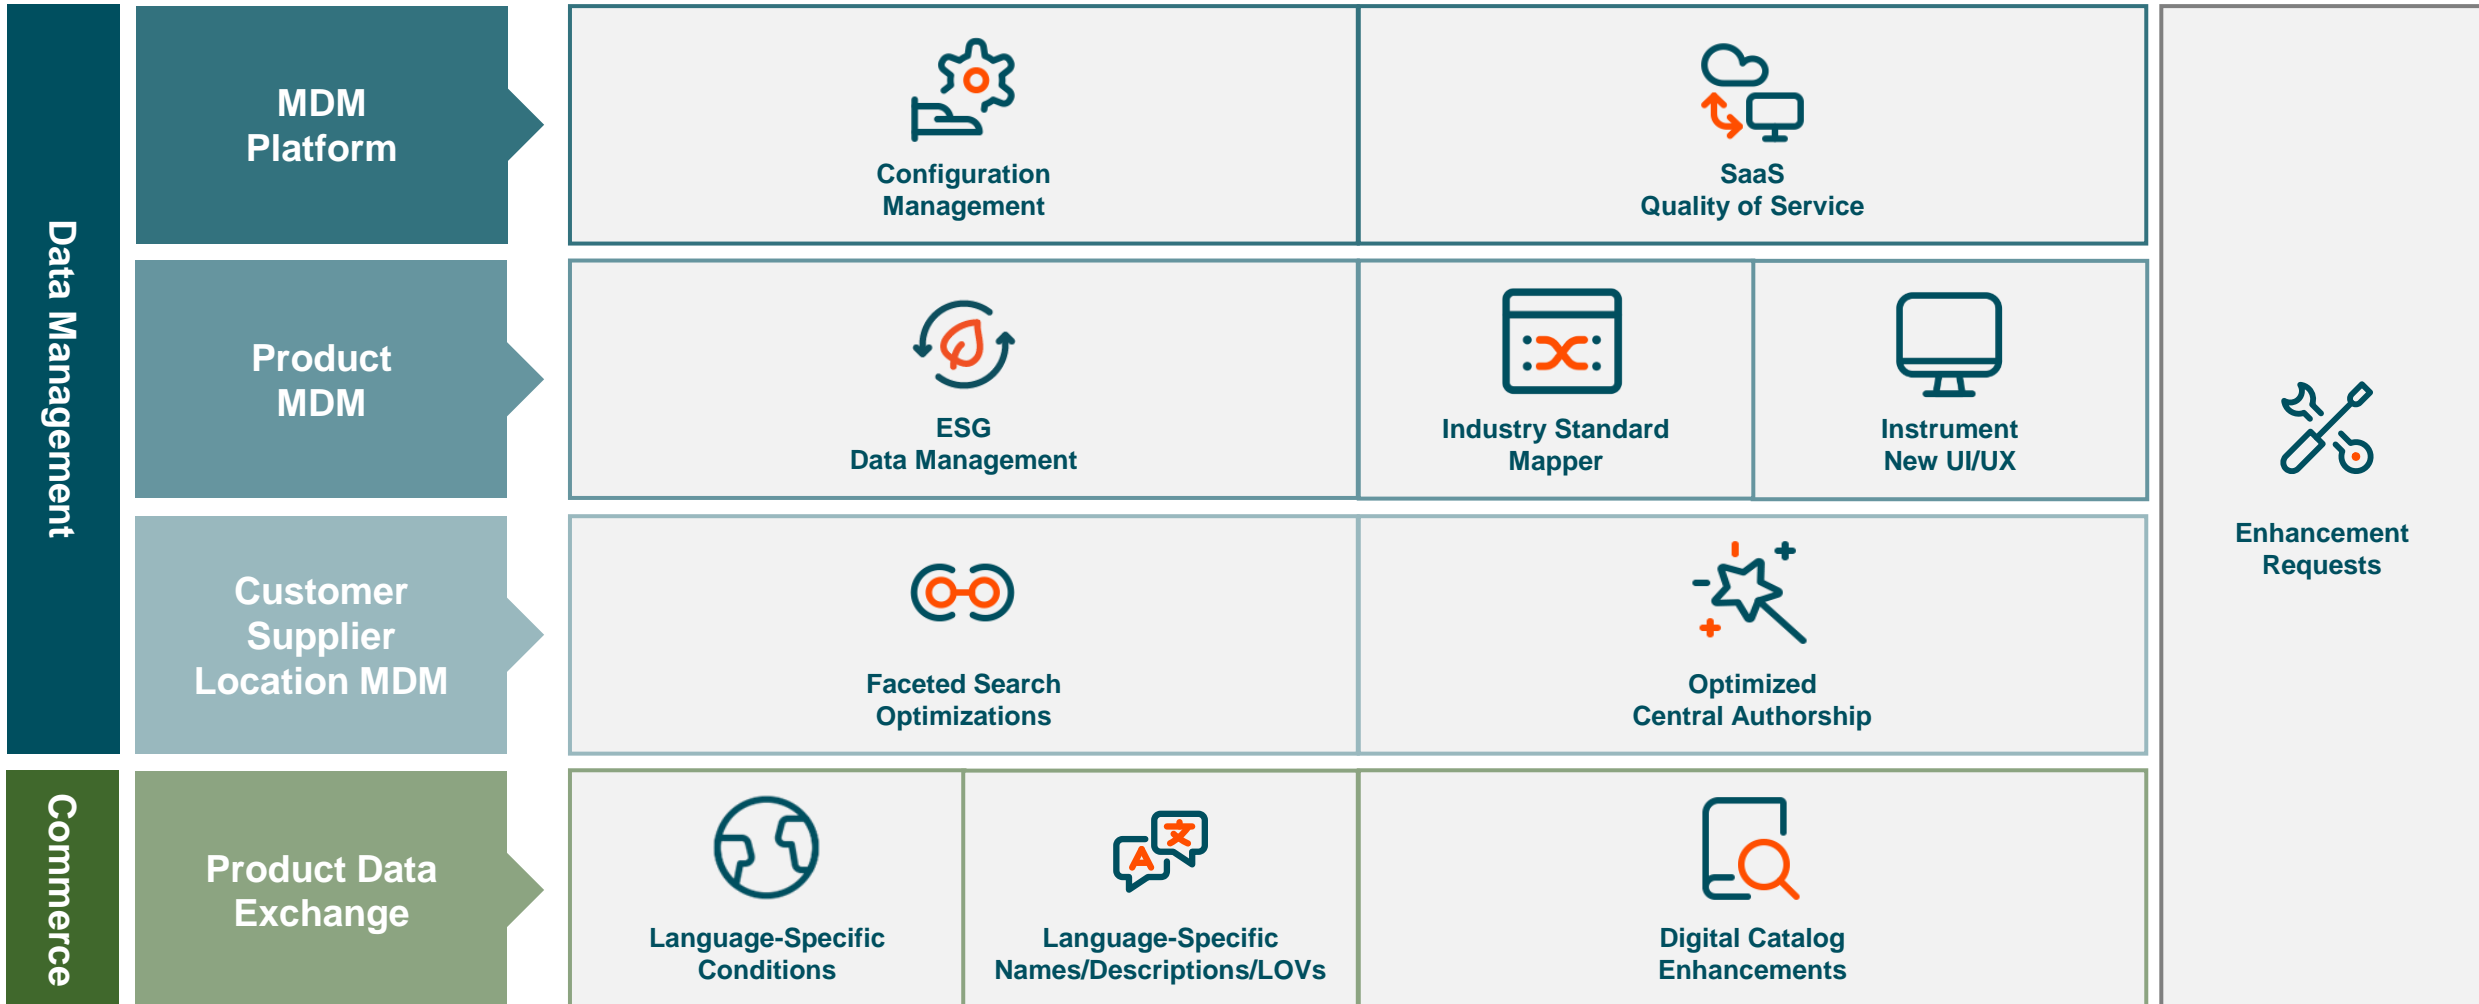 Data Management
MDM
Platform
Configuration
Management
SaaS
Quality of Service
Product
MDM
ESG
Data Management
Industry Standard
Mapper
Instrument
New UI/UX
Customer
Supplier
Location MDM
Faceted Search
Optimizations
Optimized
Central Authorship
Commerce
Product Data
Exchange
A
文
Language-Specific
Conditions
Language-Specific
Names/Descriptions/LOVs
Digital Catalog
Enhancements
Enhancement
Requests